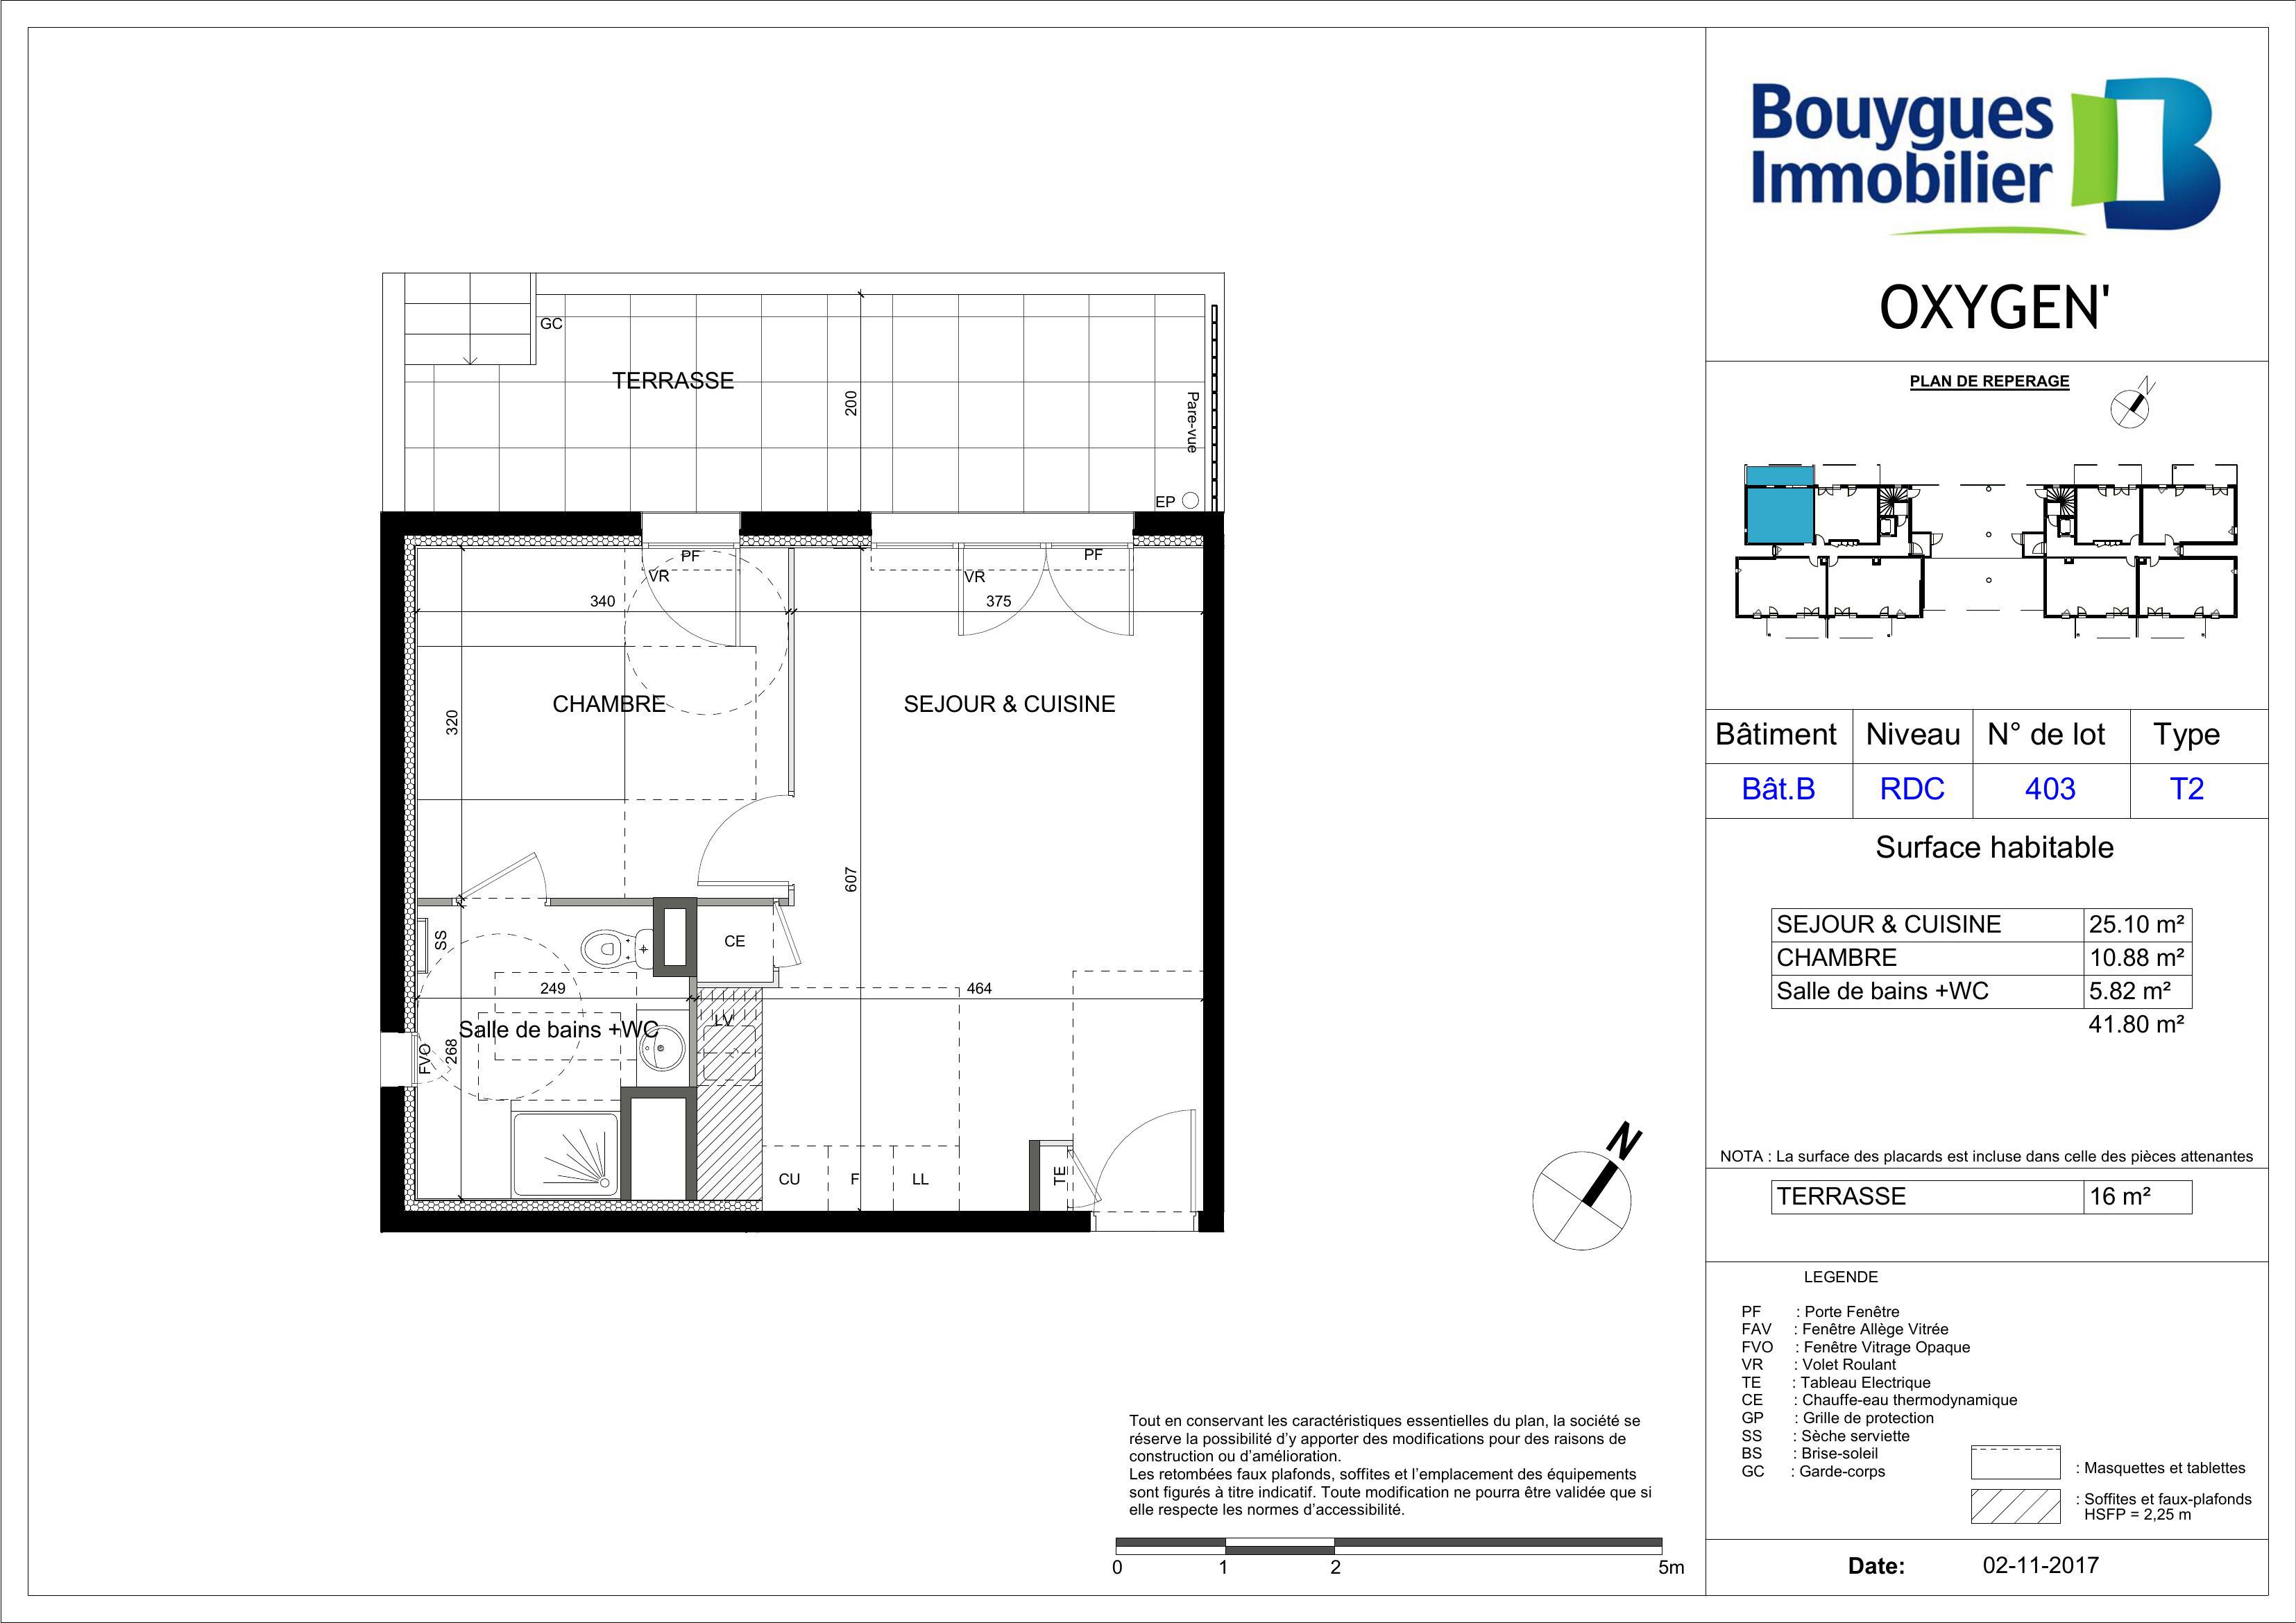 Bouygues
Immobilier
OXYGEN'
PLAN DE REPERAGE
N
Bâtiment Niveau N° de lot Type
Bât.B RDC 403 T2
Surface habitable
SEJOUR & CUISINE 25.10 m²
CHAMBRE 10.88 m²
Salle de bains +WC 5.82 m²
41.80 m²
NOTA : La surface des placards est incluse dans celle des pièces attenantes
TERRASSE 16 m²
LEGENDE
PF : Porte Fenêtre
FAV : Fenêtre Allège Vitrée
FVO : Fenêtre Vitrage Opaque
VR : Volet Roulant
TE : Tableau Electrique
CE : Chauffe-eau thermodynamique
GP : Grille de protection
SS : Sèche serviette
BS : Brise-soleil
GC : Garde-corps
: Masquettes et tablettes
: Soffites et faux-plafonds
HSFP = 2,25 m
Date: 02-11-2017
GC
TERRASSE
200
Pare-vue
EP
PF
VR
PF
VR
340
375
CHAMBRE
SEJOUR & CUISINE
320
607
SS
CE
249
464
LV
Salle de bains +WC
FVO
268
CU
F
LL
TE
N
Tout en conservant les caractéristiques essentielles du plan, la société se
réserve la possibilité d'y apporter des modifications pour des raisons de
construction ou d'amélioration.
Les retombées faux plafonds, soffites et l'emplacement des équipements
sont figurés à titre indicatif. Toute modification ne pourra être validée que si
elle respecte les normes d'accessibilité.
0 1 2 5m